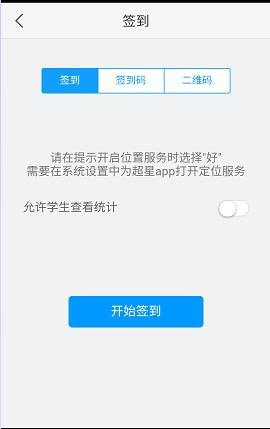 签到
签到
签到码
二维码
请在提示开启位置服务时选择"好"
需要在系统设置中为超星app打开定位服务
允许学生查看统计
开始签到